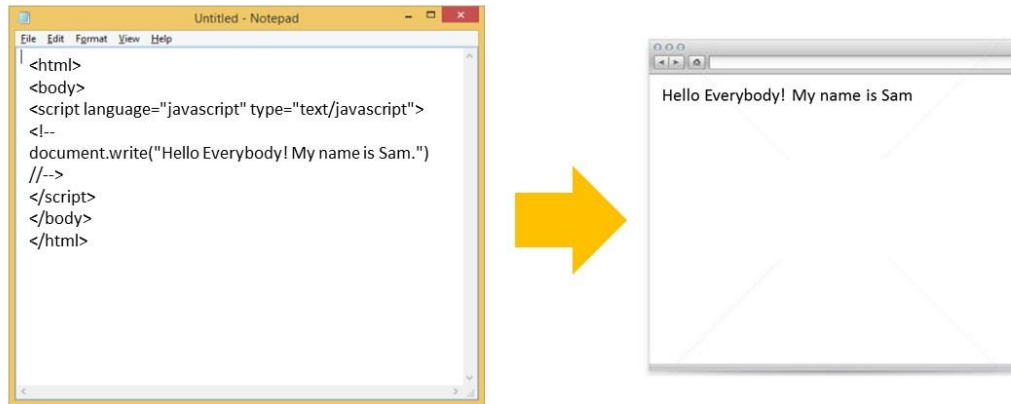 Untitled - Notepad
File Edit Format View Help
<html>
<body>
<script language="javascript" type="text/javascript">
<!--
document.write("Hello Everybody! My name is Sam.")
//-->
</script>
</body>
</html>
Hello Everybody! My name is Sam